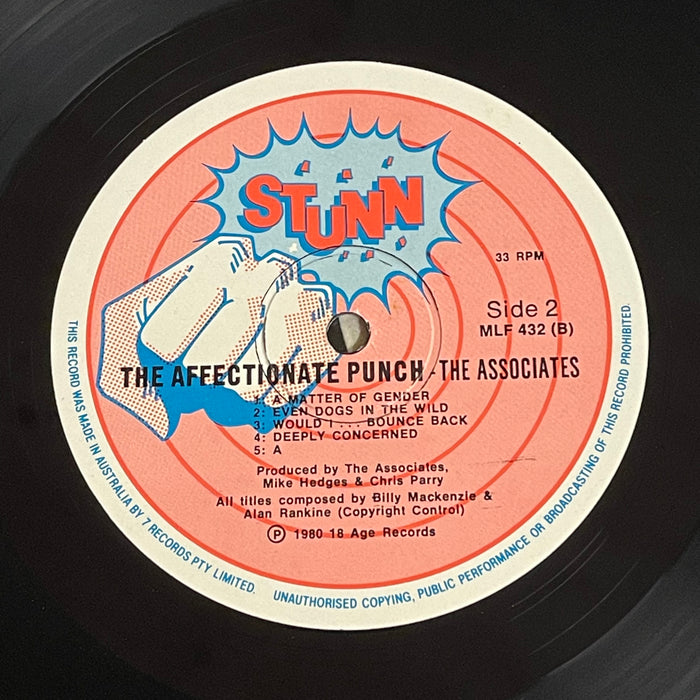 STUNN
33 RPM
Side 2
MLF 432 (B)
THE AFFECTIONATE PUNCH - THE ASSOCIATES
1: A MATTER OF GENDER
2: EVEN DOGS IN THE WILD
3: WOULD I . . . BOUNCE BACK
4: DEEPLY CONCERNED
5: A
Produced by The Associates,
Mike Hedges & Chris Parry
All titles composed by Billy Mackenzie &
Alan Rankine (Copyright Control)
Ⓟ 1980 18 Age Records
THIS RECORD WAS MADE IN AUSTRALIA BY 7 RECORDS PTY LIMITED. UNAUTHORISED COPYING, PUBLIC PERFORMANCE OR BROADCASTING OF THIS RECORD PROHIBITED.